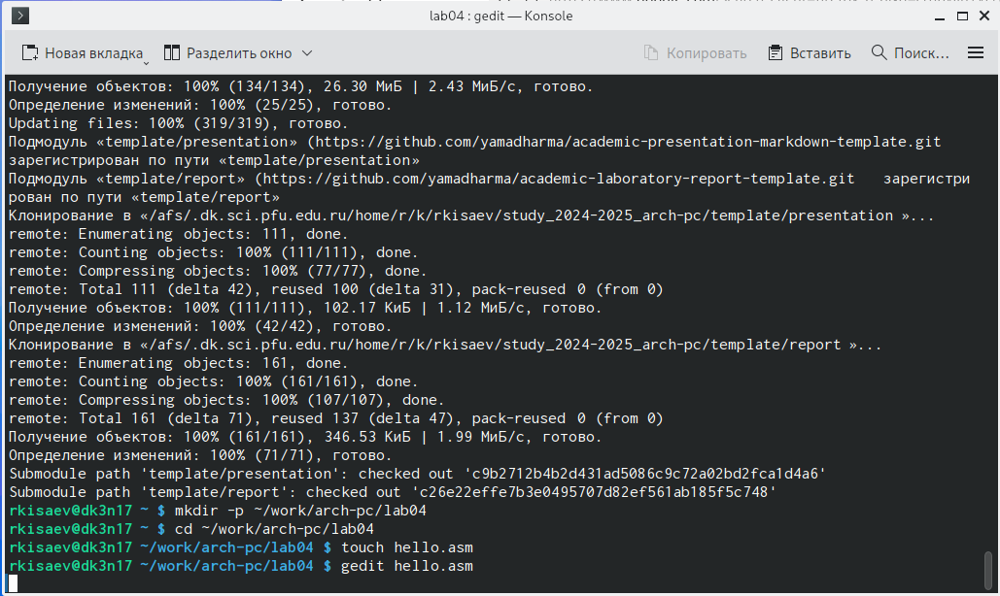 lab04 : gedit — Konsole
Новая вкладка Разделить окно Копировать Вставить Поиск...
Получение объектов: 100% (134/134), 26.30 МиБ | 2.43 МиБ/с, готово.
Определение изменений: 100% (25/25), готово.
Updating files: 100% (319/319), готово.
Подмодуль «template/presentation» (https://github.com/yamadharma/academic-presentation-markdown-template.git
зарегистрирован по пути «template/presentation»
Подмодуль «template/report» (https://github.com/yamadharma/academic-laboratory-report-template.git зарегистри
рован по пути «template/report»
Клонирование в «/afs/.dk.sci.pfu.edu.ru/home/r/k/rkisaev/study_2024-2025_arch-pc/template/presentation »...
remote: Enumerating objects: 111, done.
remote: Counting objects: 100% (111/111), done.
remote: Compressing objects: 100% (77/77), done.
remote: Total 111 (delta 42), reused 100 (delta 31), pack-reused 0 (from 0)
Получение объектов: 100% (111/111), 102.17 КиБ | 1.12 МиБ/с, готово.
Определение изменений: 100% (42/42), готово.
Клонирование в «/afs/.dk.sci.pfu.edu.ru/home/r/k/rkisaev/study_2024-2025_arch-pc/template/report »...
remote: Enumerating objects: 161, done.
remote: Counting objects: 100% (161/161), done.
remote: Compressing objects: 100% (107/107), done.
remote: Total 161 (delta 71), reused 137 (delta 47), pack-reused 0 (from 0)
Получение объектов: 100% (161/161), 346.53 КиБ | 1.99 МиБ/с, готово.
Определение изменений: 100% (71/71), готово.
Submodule path 'template/presentation': checked out 'c9b2712b4b2d431ad5086c9c72a02bd2fca1d4a6'
Submodule path 'template/report': checked out 'c26e22effe7b3e0495707d82ef561ab185f5c748'
rkisaev@dk3n17 ~ $ mkdir -p ~/work/arch-pc/lab04
rkisaev@dk3n17 ~ $ cd ~/work/arch-pc/lab04
rkisaev@dk3n17 ~/work/arch-pc/lab04 $ touch hello.asm
rkisaev@dk3n17 ~/work/arch-pc/lab04 $ gedit hello.asm